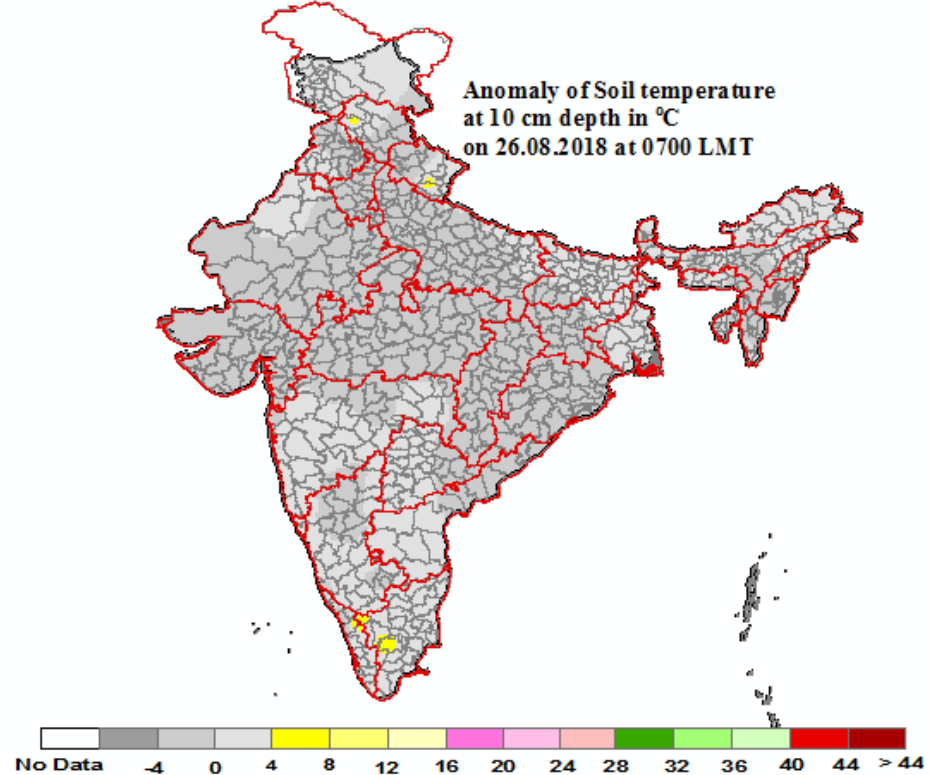 Anomaly of Soil temperature
at 10 cm depth in °C
on 26.08.2018 at 0700 LMT
No Data -4 0 4 8 12 16 20 24 28 32 36 40 44 > 44